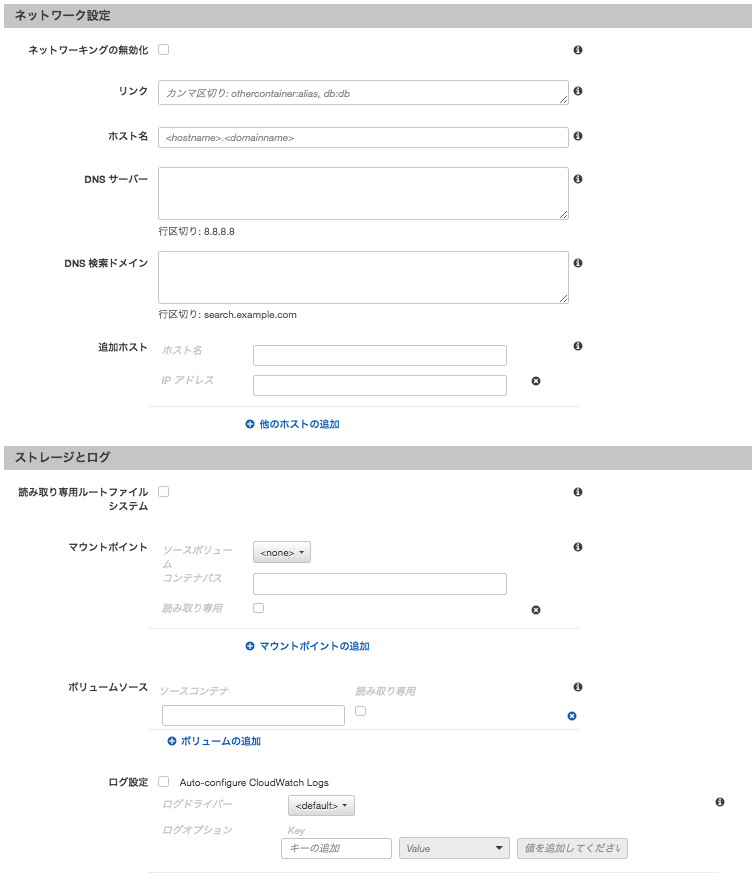 ネットワーク設定
ネットワーキングの無効化
リンク
カンマ区切り: othercontainer:alias, db:db
ホスト名
<hostname>.<domainname>
DNS サーバー
行区切り: 8.8.8.8
DNS 検索ドメイン
行区切り: search.example.com
追加ホスト
ホスト名
IP アドレス
他のホストの追加
ストレージとログ
読み取り専用ルートファイル
システム
マウントポイント
ソースボリュー
ム
<none>
コンテナパス
読み取り専用
マウントポイントの追加
ボリュームソース
ソースコンテナ 読み取り専用
ボリュームの追加
ログ設定 Auto-configure CloudWatch Logs
ログドライバー <default>
ログオプション Key
キーの追加 Value 値を追加してください